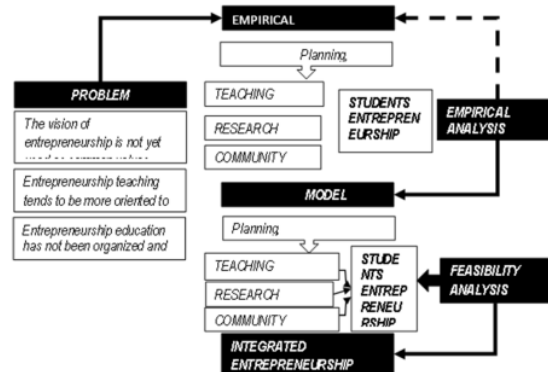 EMPIRICAL
Planning,
PROBLEM
The vision of
entrepreneurship is not yet
Entrepreneurship teaching
tends to be more oriented to
Entrepreneurship education
has not been organized and
TEACHING
RESEARCH
COMMUNITY
STUDENTS
ENTREPREN
EURSHIP
EMPIRICAL
ANALYSIS
MODEL
Planning,
TEACHING
RESEARCH
COMMUNITY
STUDE
NTS
ENTREP
RENEU
RSHIP
FEASIBILITY
ANALYSIS
INTEGRATED
ENTREPRENEURSHIP